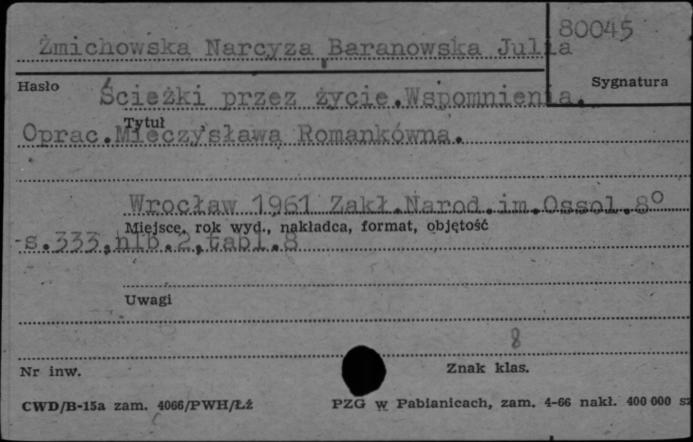 80045
Żmichowska Narcyza Baranowska Julia
Hasło
Sygnatura
Ścieżki przez życie.Wspomnienia.
Tytuł
Oprac.Mieczysława Romankówna.
Wrocław 1961 Zakł.Narod.im.Ossol.8°
Miejsce, rok wyd., nakładca, format, objętość
s.333,nlb.2,tabl.8
Uwagi
8
Nr inw.
Znak klas.
CWD/B-15a zam. 4066/PWH/Łż
PZG w Pabianicach, zam. 4-66 nakł. 400 000 sz